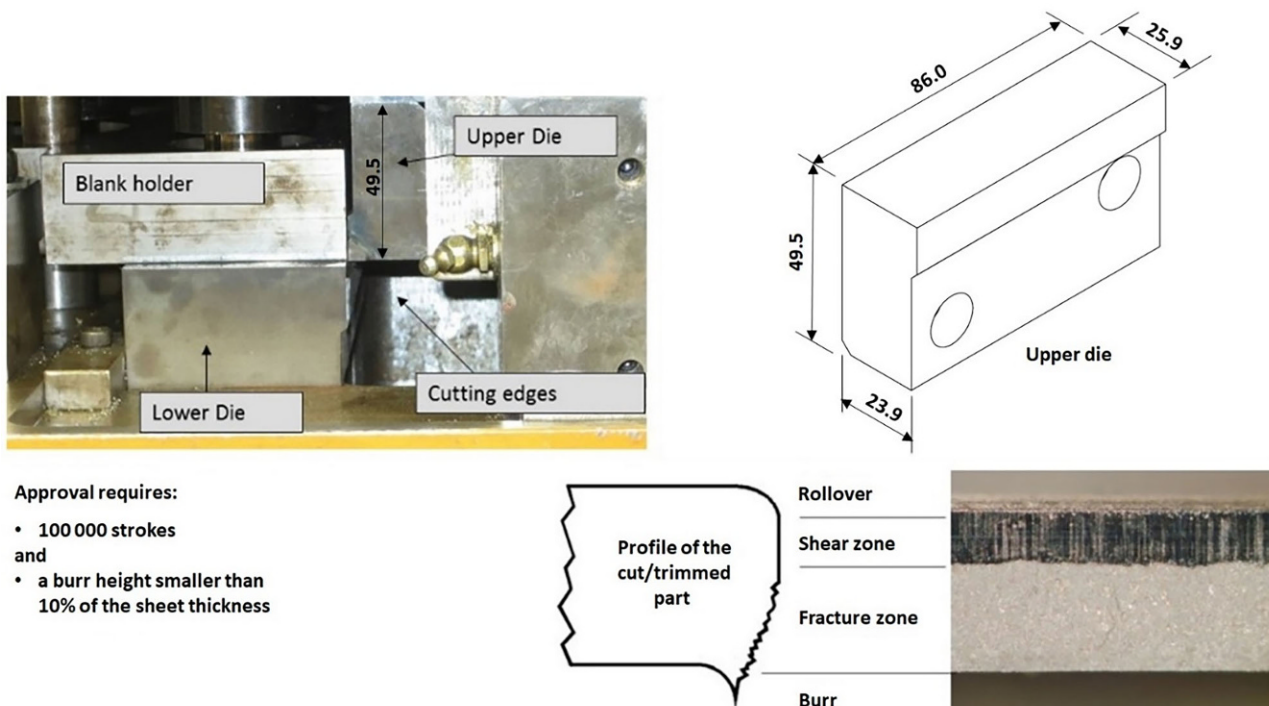 Blank holder
Upper Die
49.5
Lower Die
Cutting edges
86.0
25.9
49.5
23.9
Upper die
Approval requires:
• 100 000 strokes
and
• a burr height smaller than
10% of the sheet thickness
Profile of the
cut/trimmed
part
Rollover
Shear zone
Fracture zone
Burr